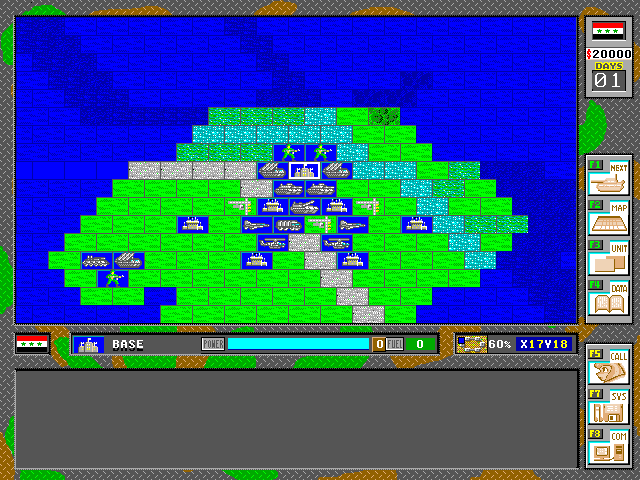 $20000
DAYS
01
F1 NEXT
F2 MAP
F3 UNIT
F4 DATA
BASE POWER 0 FUEL 0 60% X17Y18
F5 CALL
F7 SYS
F8 COM